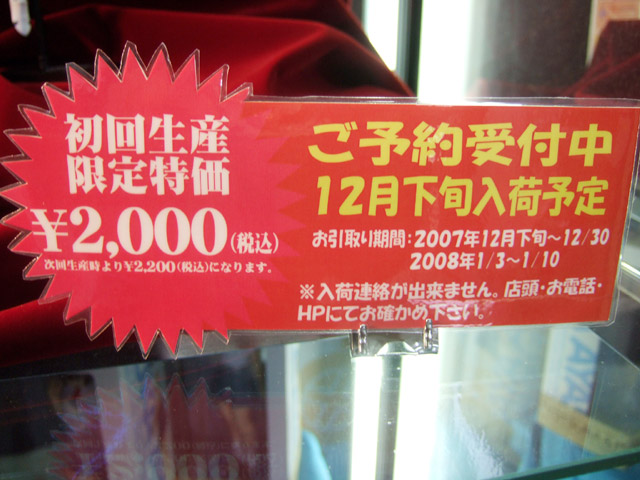 初回生産
限定特価
¥2,000(税込)
次回生産時より¥2,200(税込)になります。
ご予約受付中
12月下旬入荷予定
お引取り期間:2007年12月下旬～12/30
2008年1/3～1/10
※入荷連絡が出来ません。店頭・お電話・
HPにてお確かめ下さい。